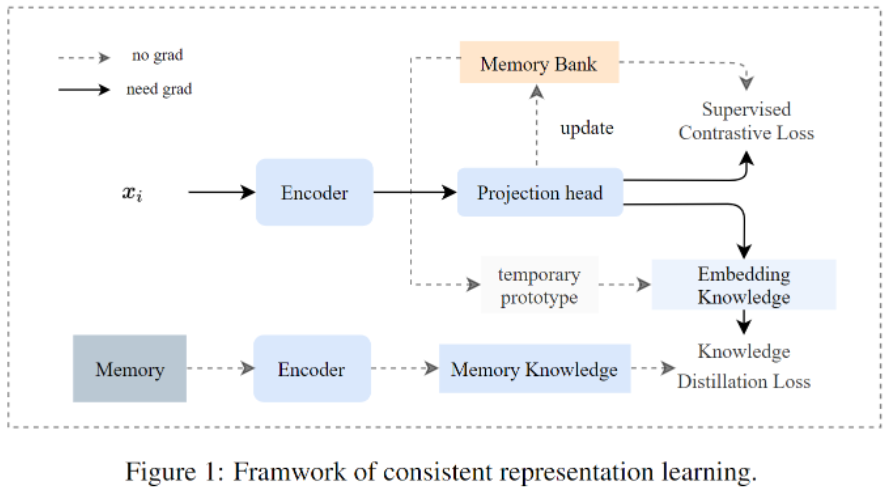 no grad
need grad
Memory Bank
update
Supervised
Contrastive Loss
x_i
Encoder
Projection head
temporary
prototype
Embedding
Knowledge
Memory
Encoder
Memory Knowledge
Knowledge
Distillation Loss
Figure 1: Framwork of consistent representation learning.